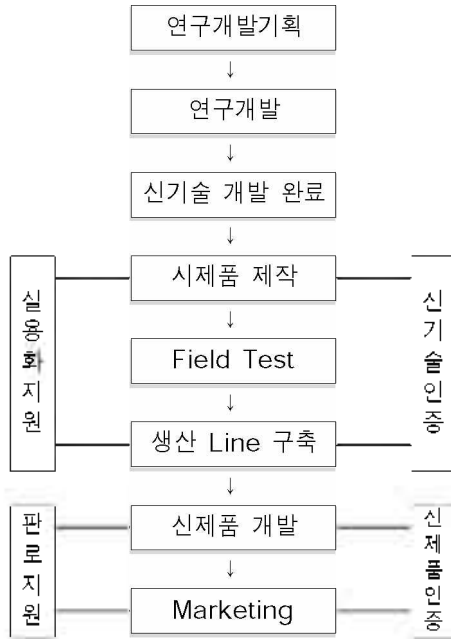 연구개발기획
↓
연구개발
↓
신기술 개발 완료
↓
시제품 제작
↓
Field Test
↓
생산 Line 구축
↓
신제품 개발
↓
Marketing
실용화지원
신기술인증
판로지원
신제품인증